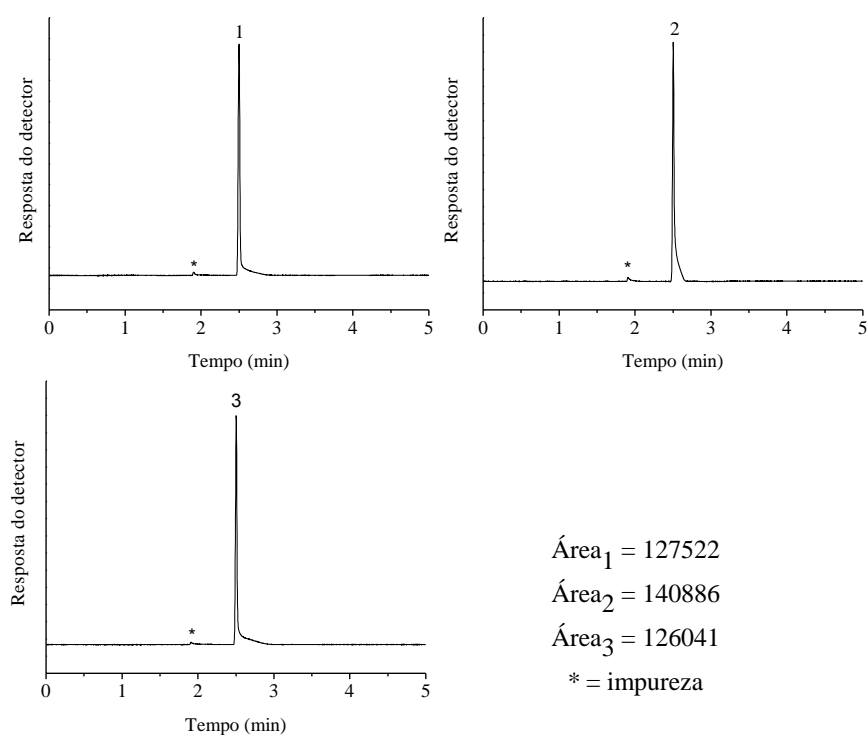 1
Resposta do detector
*
0 1 2 3 4 5
Tempo (min)
2
Resposta do detector
*
0 1 2 3 4 5
Tempo (min)
3
Resposta do detector
*
0 1 2 3 4 5
Tempo (min)
Área1 = 127522
Área2 = 140886
Área3 = 126041
* = impureza